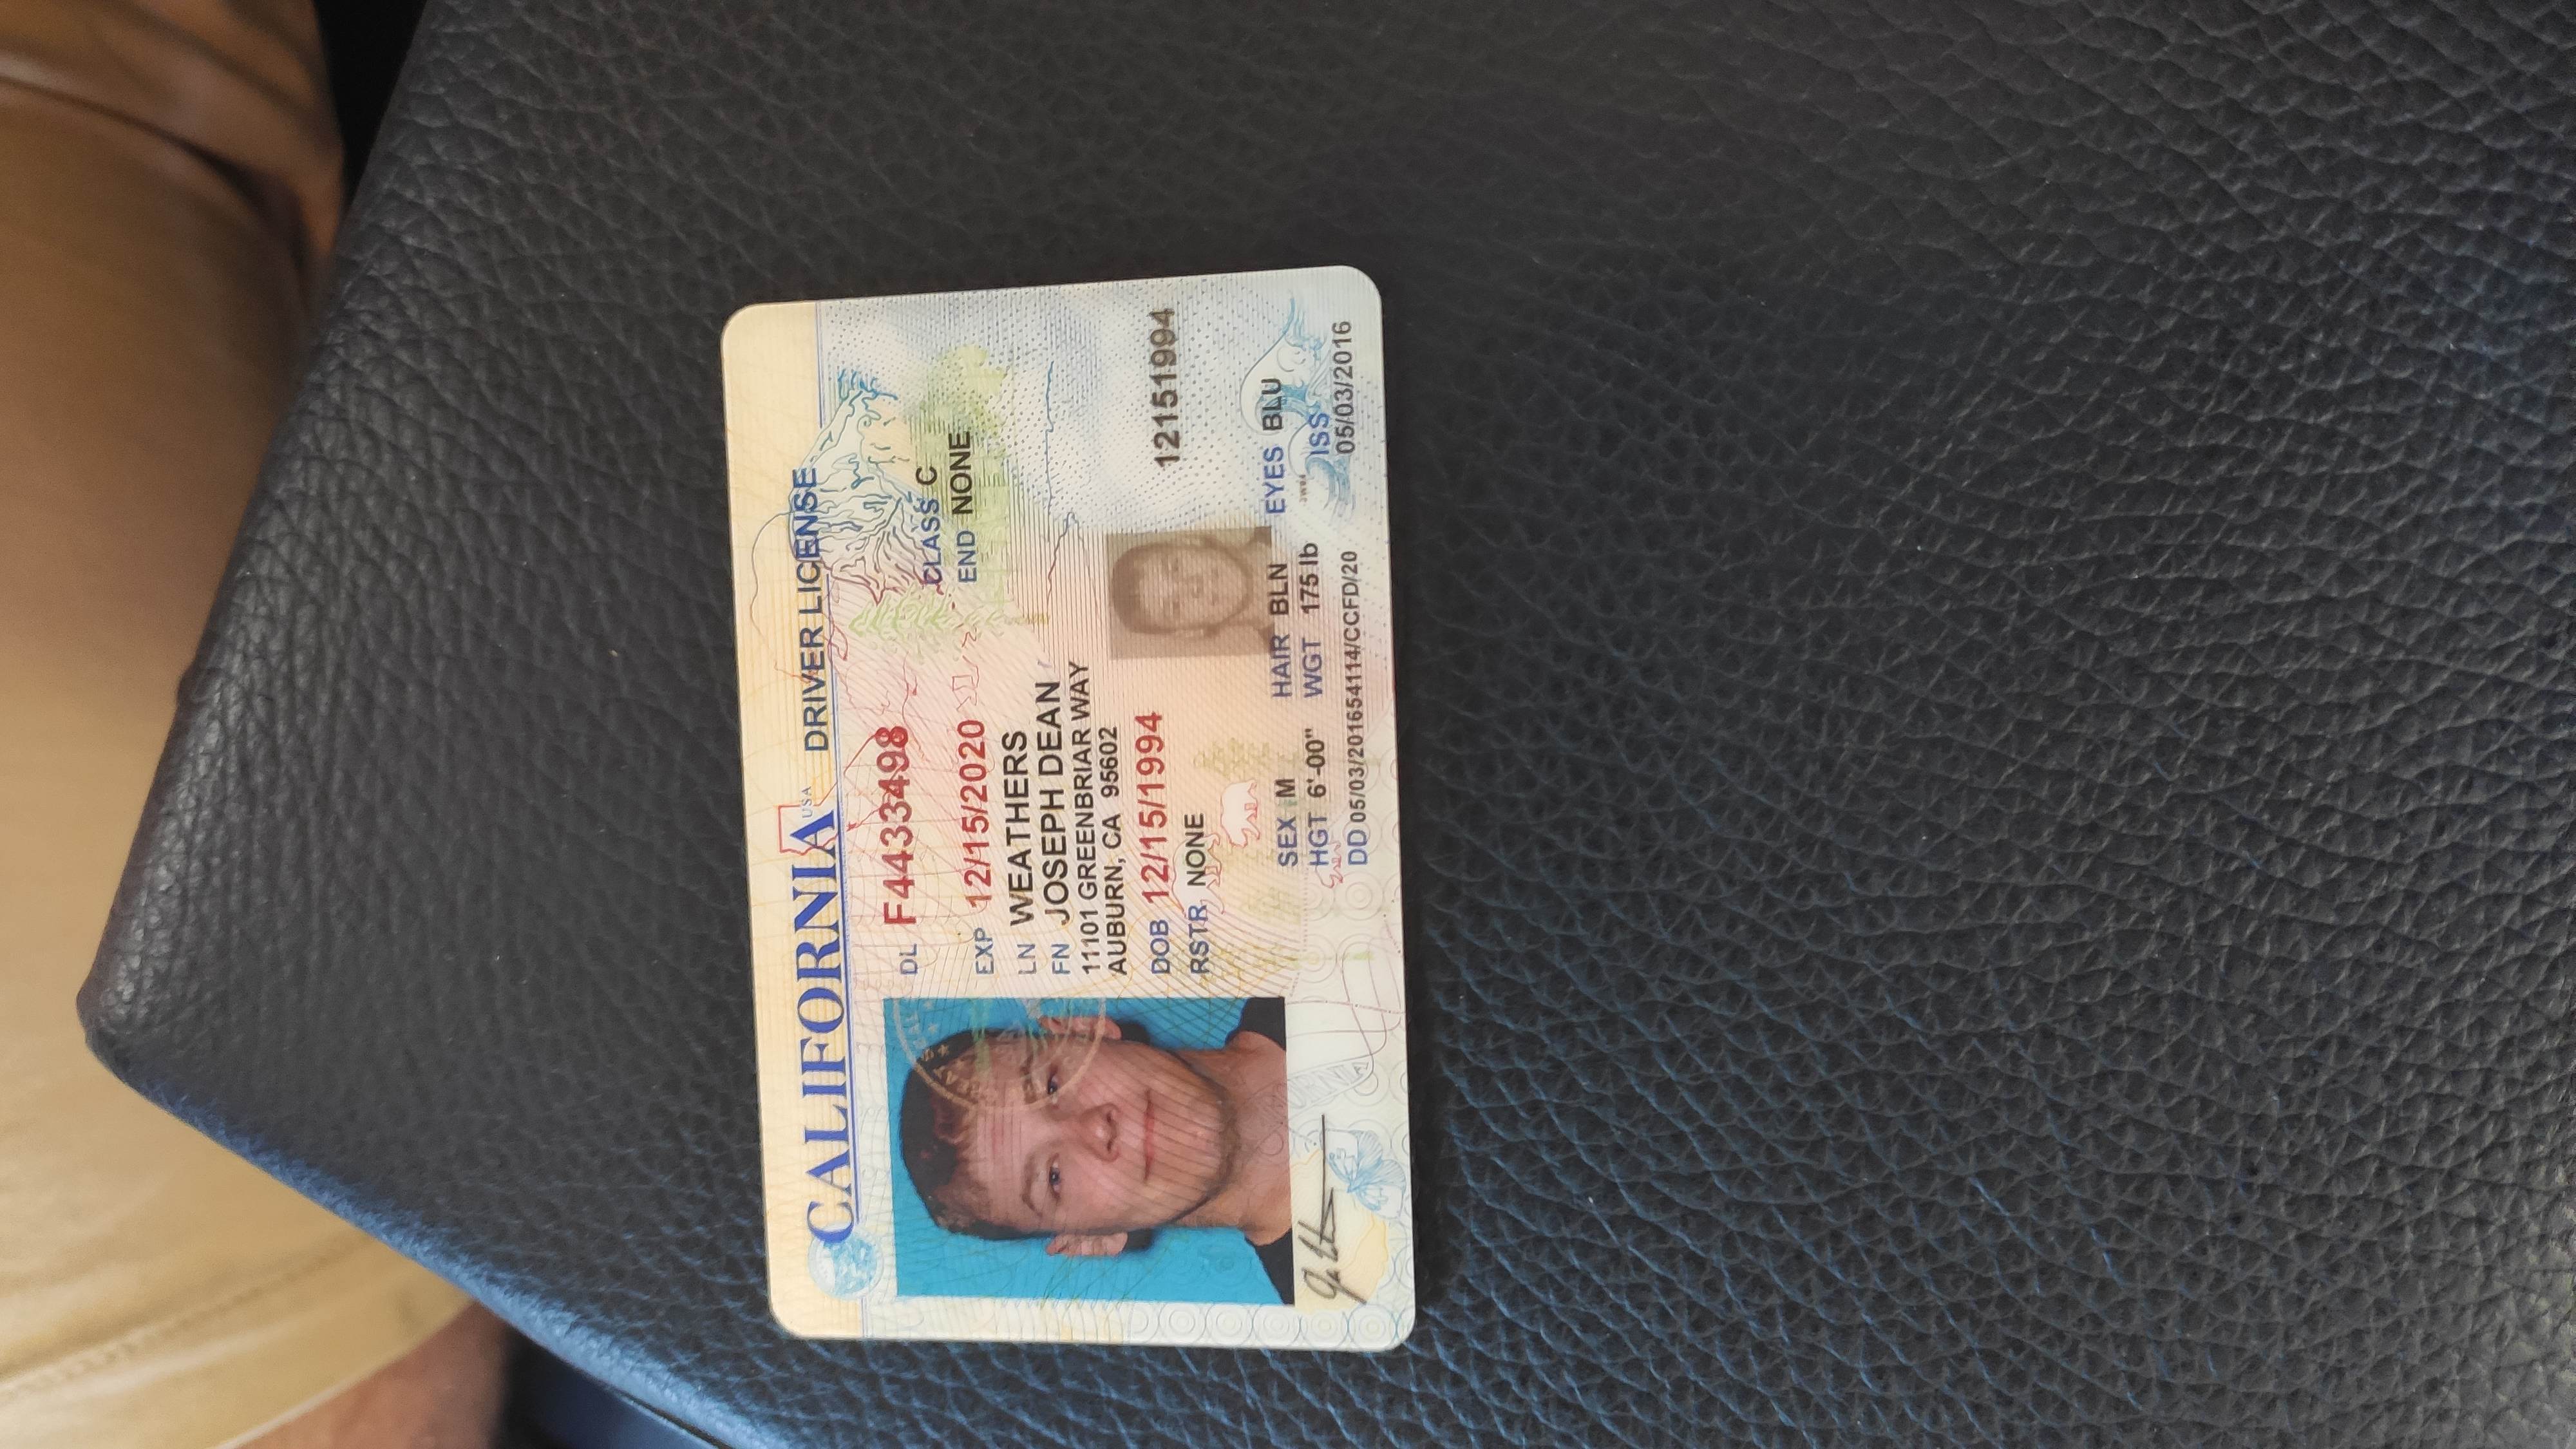 CALIFORNIA USA DRIVER LICENSE
DL F4433498
CLASS C
EXP 12/15/2020
END NONE
LN WEATHERS
FN JOSEPH DEAN
11101 GREENBRIAR WAY
AUBURN, CA 95602
DOB 12/15/1994
12151994
RSTR NONE
SEX M HAIR BLN EYES BLU
HGT 6'-00" WGT 175 lb
ISS
DD 05/03/201654114/CCFD/20
05/03/2016